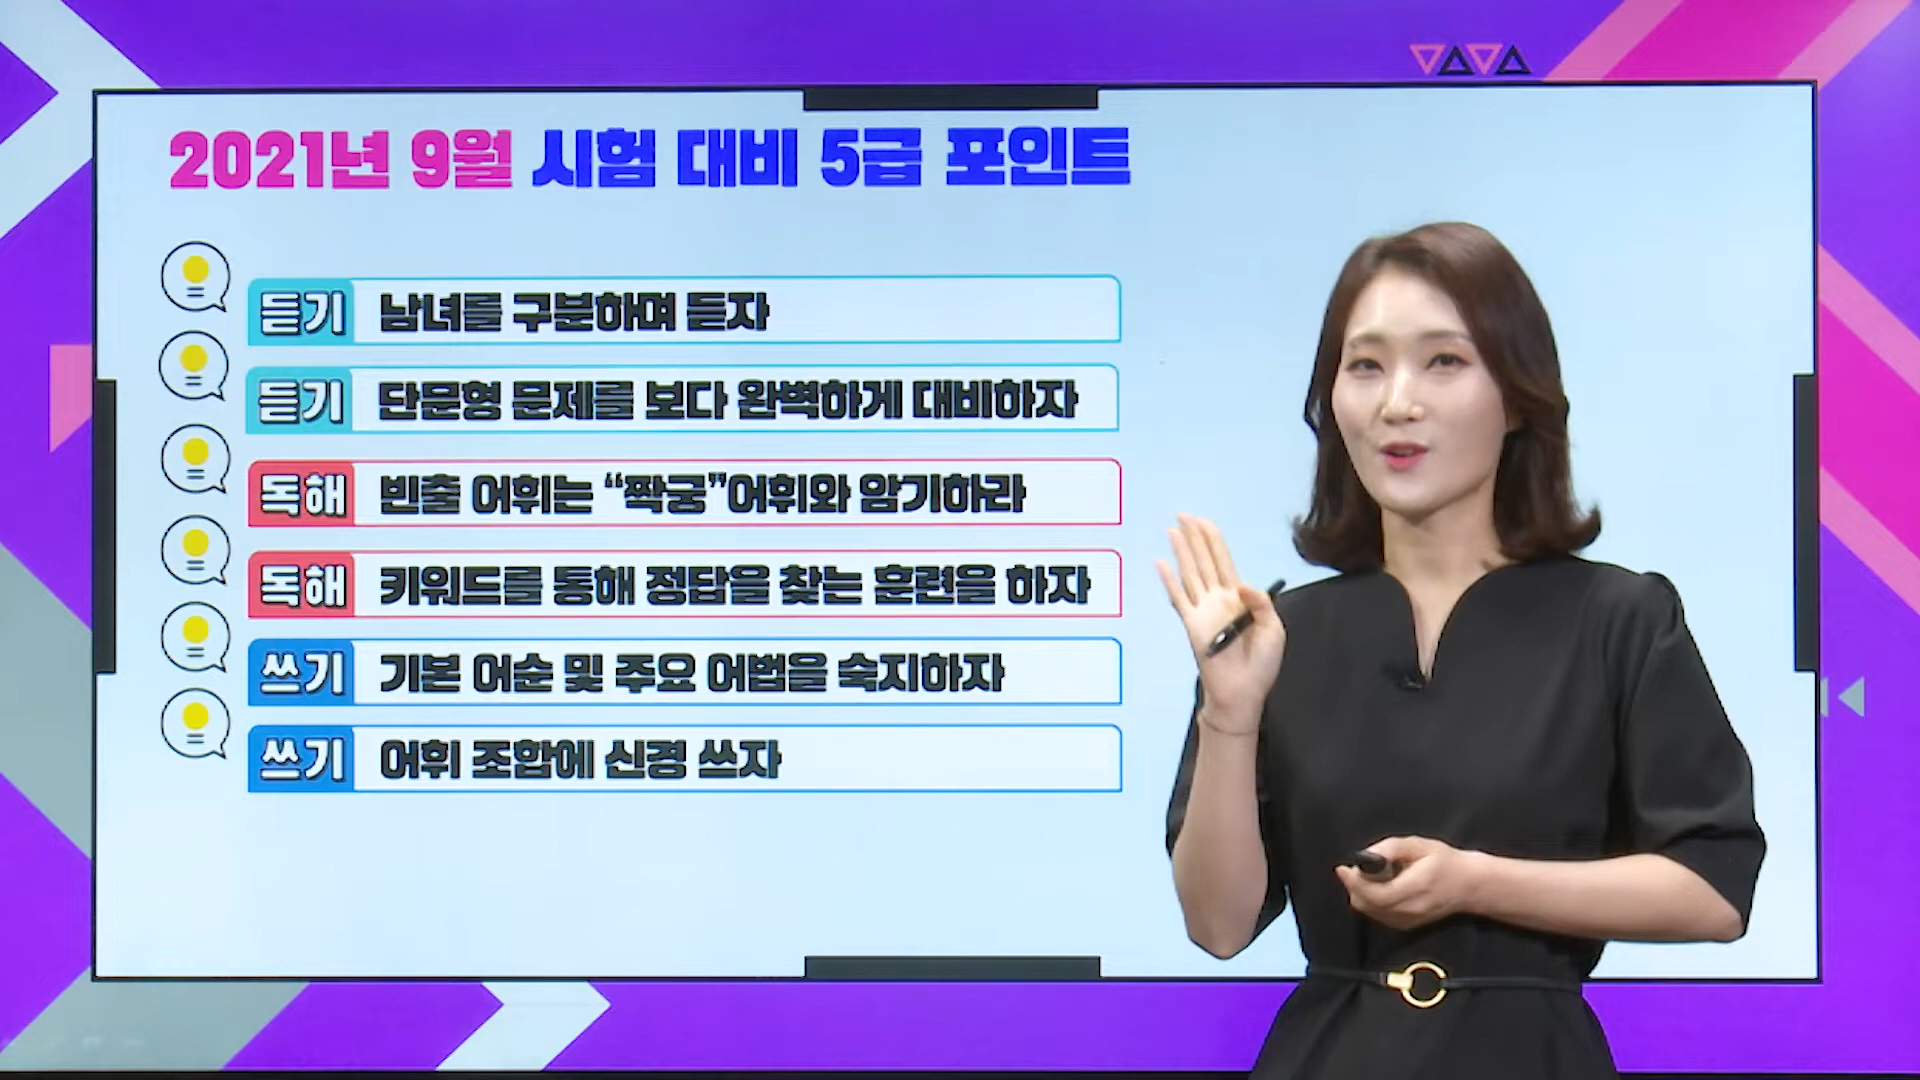 2021년 9월 시험 대비 5급 포인트
듣기 남녀를 구분하며 듣자
듣기 단문형 문제를 보다 완벽하게 대비하자
독해 빈출 어휘는 “짝궁”어휘와 암기하라
독해 키워드를 통해 정답을 찾는 훈련을 하자
쓰기 기본 어순 및 주요 어법을 숙지하자
쓰기 어휘 조합에 신경 쓰자